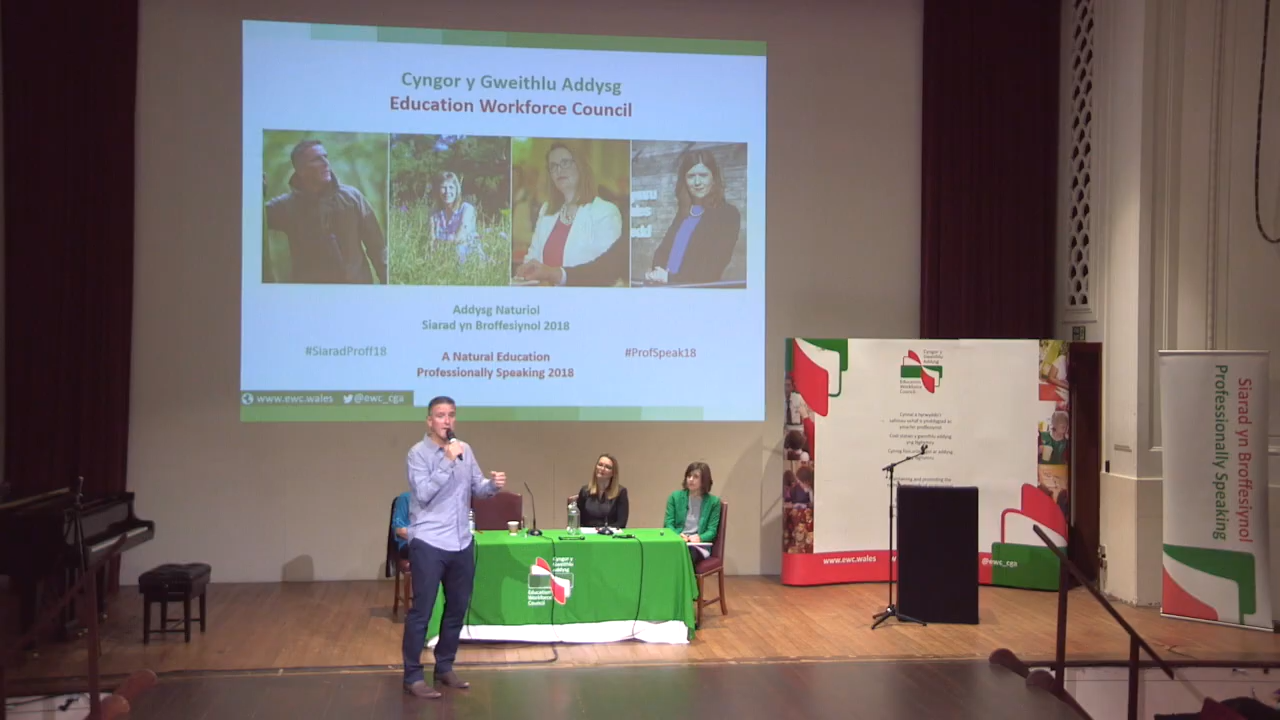 Cyngor y Gweithlu Addysg
Education Workforce Council
Addysg Naturiol
Siarad yn Broffesiynol 2018
#SiaradProff18
#ProfSpeak18
A Natural Education
Professionally Speaking 2018
www.ewc.wales @ewc_cga
Cyngor y
Gweithlu
Addysg
Education
Workforce
Council
www.ewc.wales
@ewc_cga
Siarad yn Broffesiynol
Professionally Speaking
Cyngor y
Gweithlu
Addysg
Education
Workforce
Council